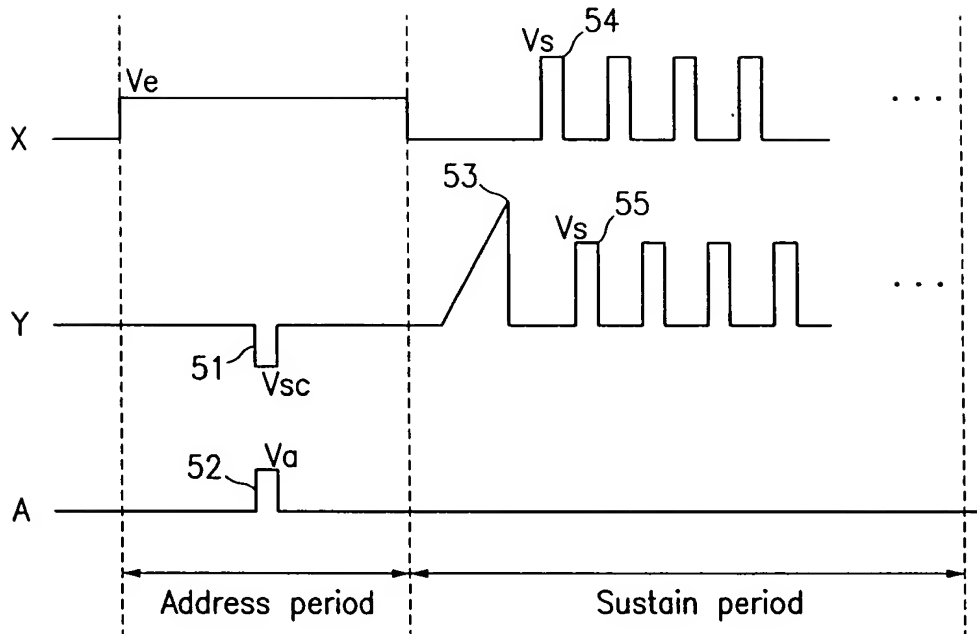 54
Vs
Ve
...
X
53
55
Vs
...
Y
51
Vsc
Va
52
A
Address period
Sustain period